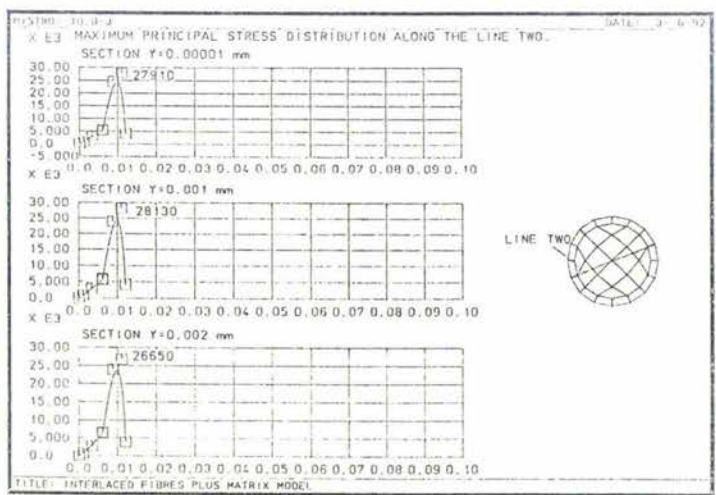 MYSTRO: 10.0-3 DATE: 3- 6-92
X E3 MAXIMUM PRINCIPAL STRESS DISTRIBUTION ALONG THE LINE TWO.
SECTION Y=0.00001 mm
30.00
25.00
20.00
15.00
10.00
5.000
0.0
-5.000
27910
X E3 0.0 0.01 0.02 0.03 0.04 0.05 0.06 0.07 0.08 0.09 0.10
SECTION Y=0.001 mm
30.00
25.00
20.00
15.00
10.00
5.000
0.0
28130
LINE TWO
X E3 0.0 0.01 0.02 0.03 0.04 0.05 0.06 0.07 0.08 0.09 0.10
SECTION Y=0.002 mm
30.00
25.00
20.00
15.00
10.00
5.000
0.0
26650
0.0 0.01 0.02 0.03 0.04 0.05 0.06 0.07 0.08 0.09 0.10
TITLE: INTERLACED FIBRES PLUS MATRIX MODEL